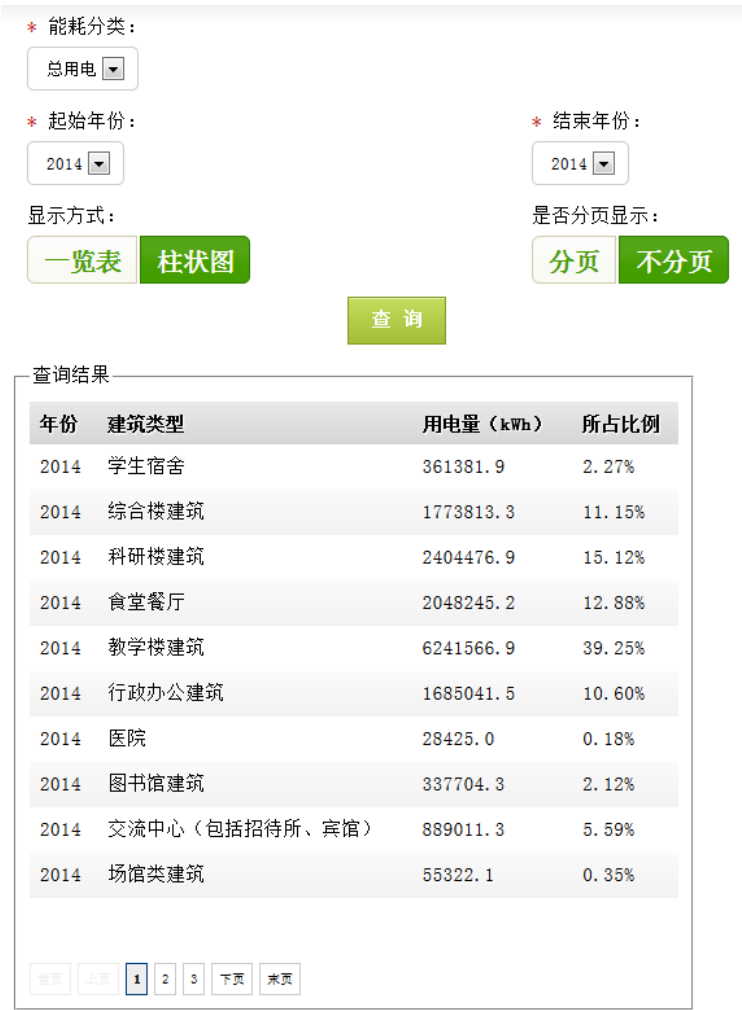 * 能耗分类：
总用电
* 起始年份： * 结束年份：
2014 2014
显示方式： 是否分页显示：
一览表 柱状图 分页 不分页
查 询
查询结果
年份 建筑类型 用电量（kWh） 所占比例
2014 学生宿舍 361381.9 2.27%
2014 综合楼建筑 1773813.3 11.15%
2014 科研楼建筑 2404476.9 15.12%
2014 食堂餐厅 2048245.2 12.88%
2014 教学楼建筑 6241566.9 39.25%
2014 行政办公建筑 1685041.5 10.60%
2014 医院 28425.0 0.18%
2014 图书馆建筑 337704.3 2.12%
2014 交流中心（包括招待所、宾馆） 889011.3 5.59%
2014 场馆类建筑 55322.1 0.35%
首页 上页 1 2 3 下页 末页